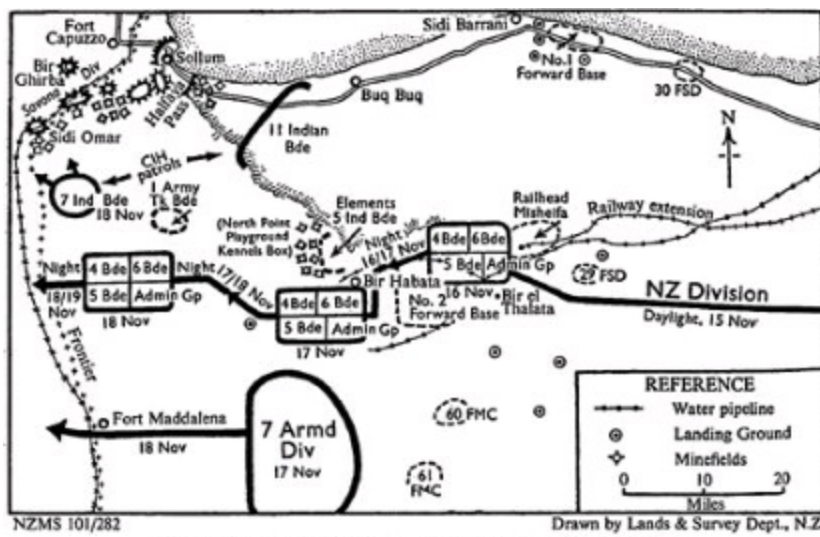 Fort
Capuzzo
Sollum
Bir
Ghirba
Savona Div
Halfaya
Pass
Sidi Omar
Sidi Barrani
No.1
Forward Base
30 FSD
Buq Buq
11 Indian
Bde
CIH
patrols
7 Ind Bde
18 Nov
1 Army
Tk Bde
Elements
5 Ind Bde
(North Point
Playground
Kennels Box)
N
Railhead
Misheifa
Railway extension
Night
16/17 Nov
4 Bde 6 Bde
5 Bde Admin Gp
16 Nov
29 FSD
Bir el
Thalata
NZ Division
Daylight, 15 Nov
Bir Habata
No. 2
Forward Base
4 Bde 6 Bde
5 Bde Admin Gp
17 Nov
Night 17/18 Nov
4 Bde 6 Bde
5 Bde Admin Gp
18 Nov
Night
18/19
Nov
Frontier
Fort Maddalena
18 Nov
7 Armd
Div
17 Nov
60 FMC
61
FMC
REFERENCE
Water pipeline
Landing Ground
Minefields
0 10 20
Miles
NZMS 101/282
Drawn by Lands & Survey Dept., N.Z